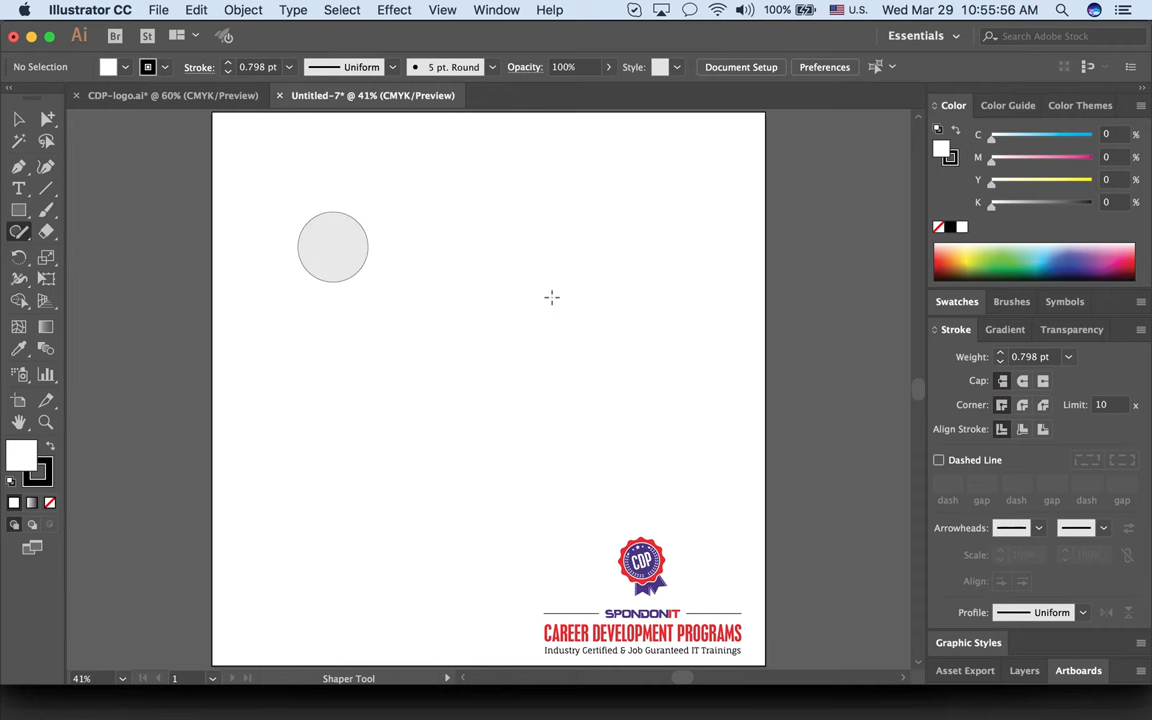 Illustrator CC File Edit Object Type Select Effect View Window Help 100% U.S. Wed Mar 29 10:55:56 AM
Ai Br St Essentials Search Adobe Stock
No Selection Stroke: 0.798 pt Uniform 5 pt. Round Opacity: 100% Style: Document Setup Preferences
× CDP-logo.ai* @ 60% (CMYK/Preview) × Untitled-7* @ 41% (CMYK/Preview)
Color Color Guide Color Themes
C 0 %
M 0 %
Y 0 %
K 0 %
Swatches Brushes Symbols
Stroke Gradient Transparency
Weight: 0.798 pt
Cap:
Corner: Limit: 10 x
Align Stroke:
Dashed Line
dash gap dash gap dash gap
Arrowheads:
Scale: 100% 100%
Align:
Profile: Uniform
Graphic Styles
Asset Export Layers Artboards
CDP
SPONDONIT
CAREER DEVELOPMENT PROGRAMS
Industry Certified & Job Guranteed IT Trainings
41% 1 Shaper Tool